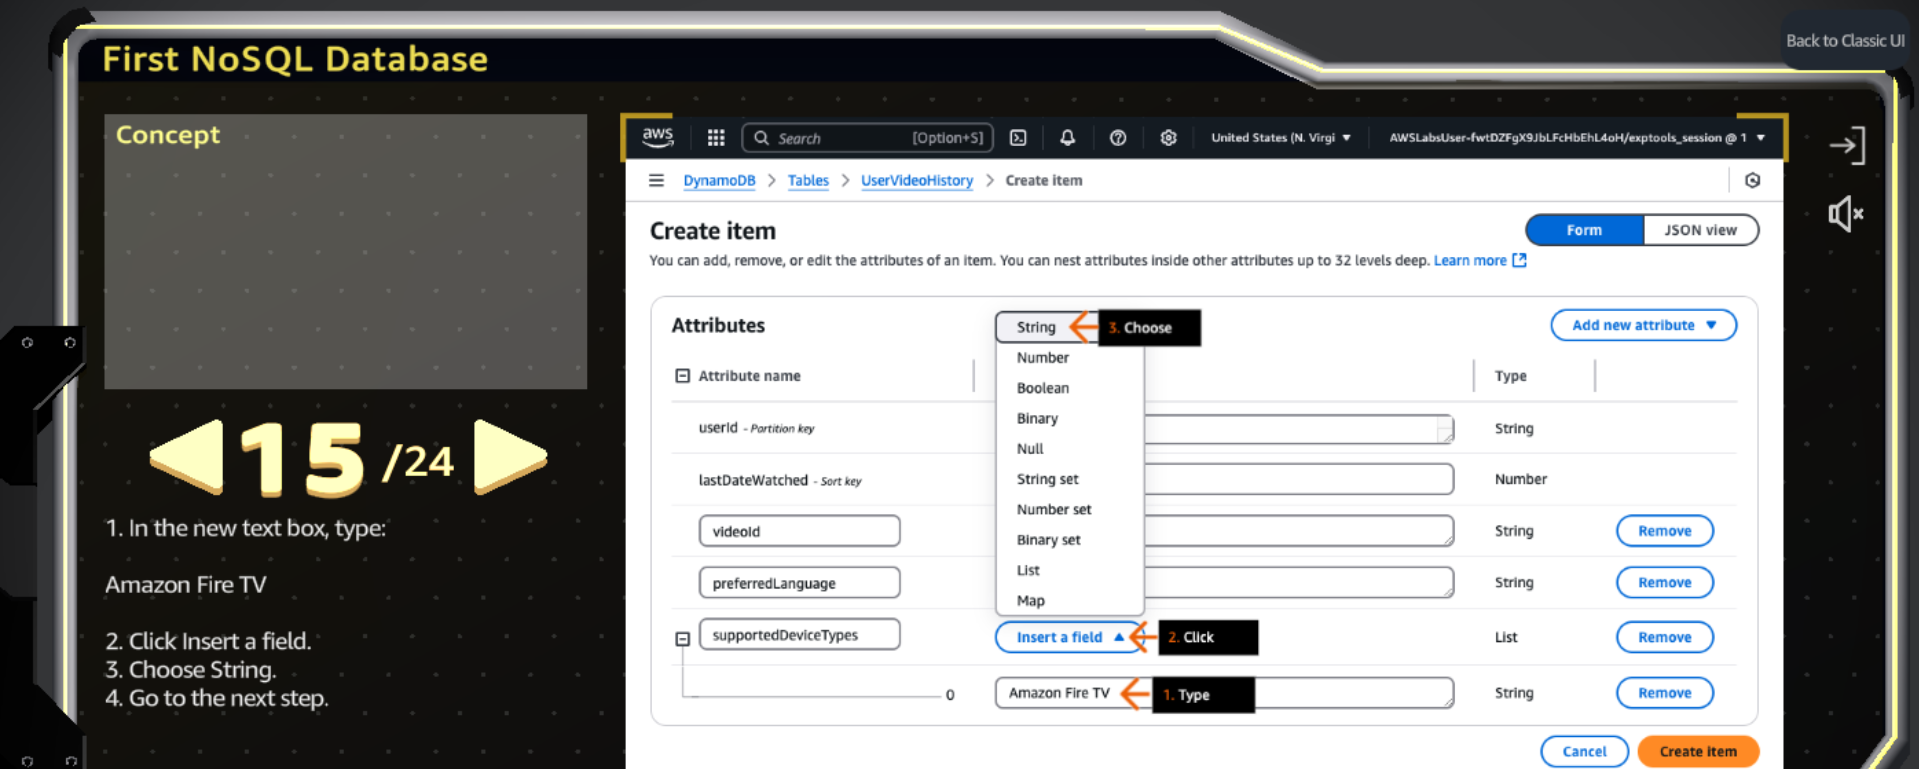 Back to Classic UI
First NoSQL Database
Concept
15 /24
1. In the new text box, type:
Amazon Fire TV
2. Click Insert a field.
3. Choose String.
4. Go to the next step.
aws
Search [Option+S]
United States (N. Virgi
AWSLabsUser-fwtDZFgX9JbLFcHbEhL4oH/exptools_session @ 1
DynamoDB > Tables > UserVideoHistory > Create item
Create item
Form JSON view
You can add, remove, or edit the attributes of an item. You can nest attributes inside other attributes up to 32 levels deep. Learn more
Attributes
Add new attribute
String
3. Choose
Number
Boolean
Binary
Null
String set
Number set
Binary set
List
Map
Attribute name
Type
userId - Partition key
String
lastDateWatched - Sort key
Number
videoId
String
Remove
preferredLanguage
String
Remove
supportedDeviceTypes
Insert a field
2. Click
List
Remove
0
Amazon Fire TV
1. Type
String
Remove
Cancel
Create item